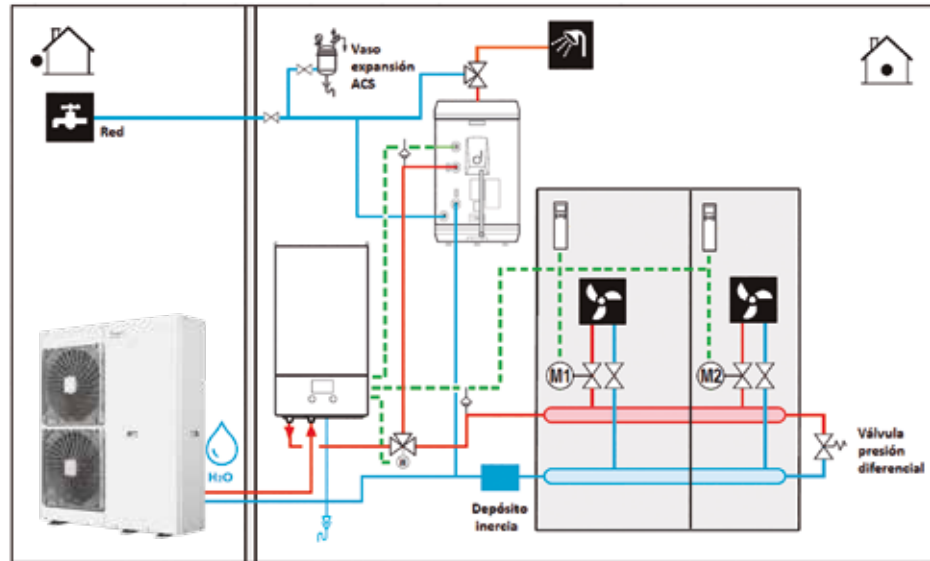 Vaso
expansión
ACS
Red
M1
M2
H2O
Válvula
presión
diferencial
Depósito
inercia